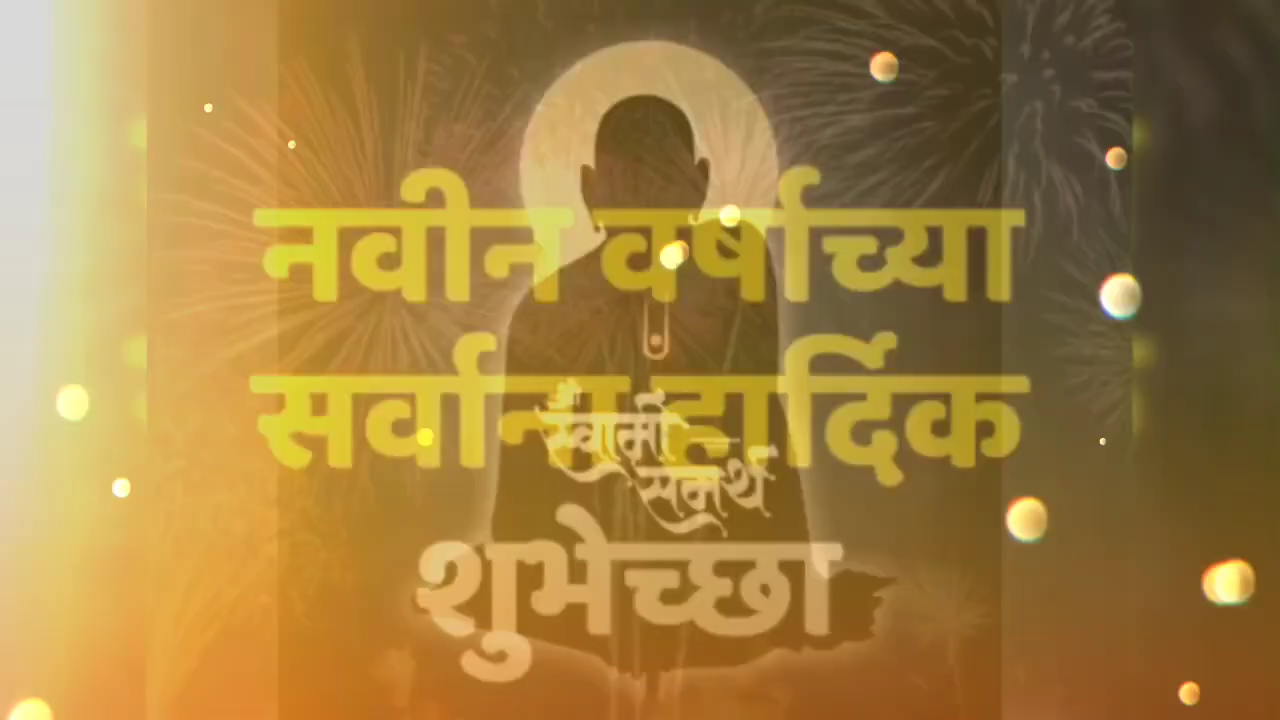 नवीन वर्षाच्या
सर्वांना हार्दिक
स्वामी
समर्थ
शुभेच्छा